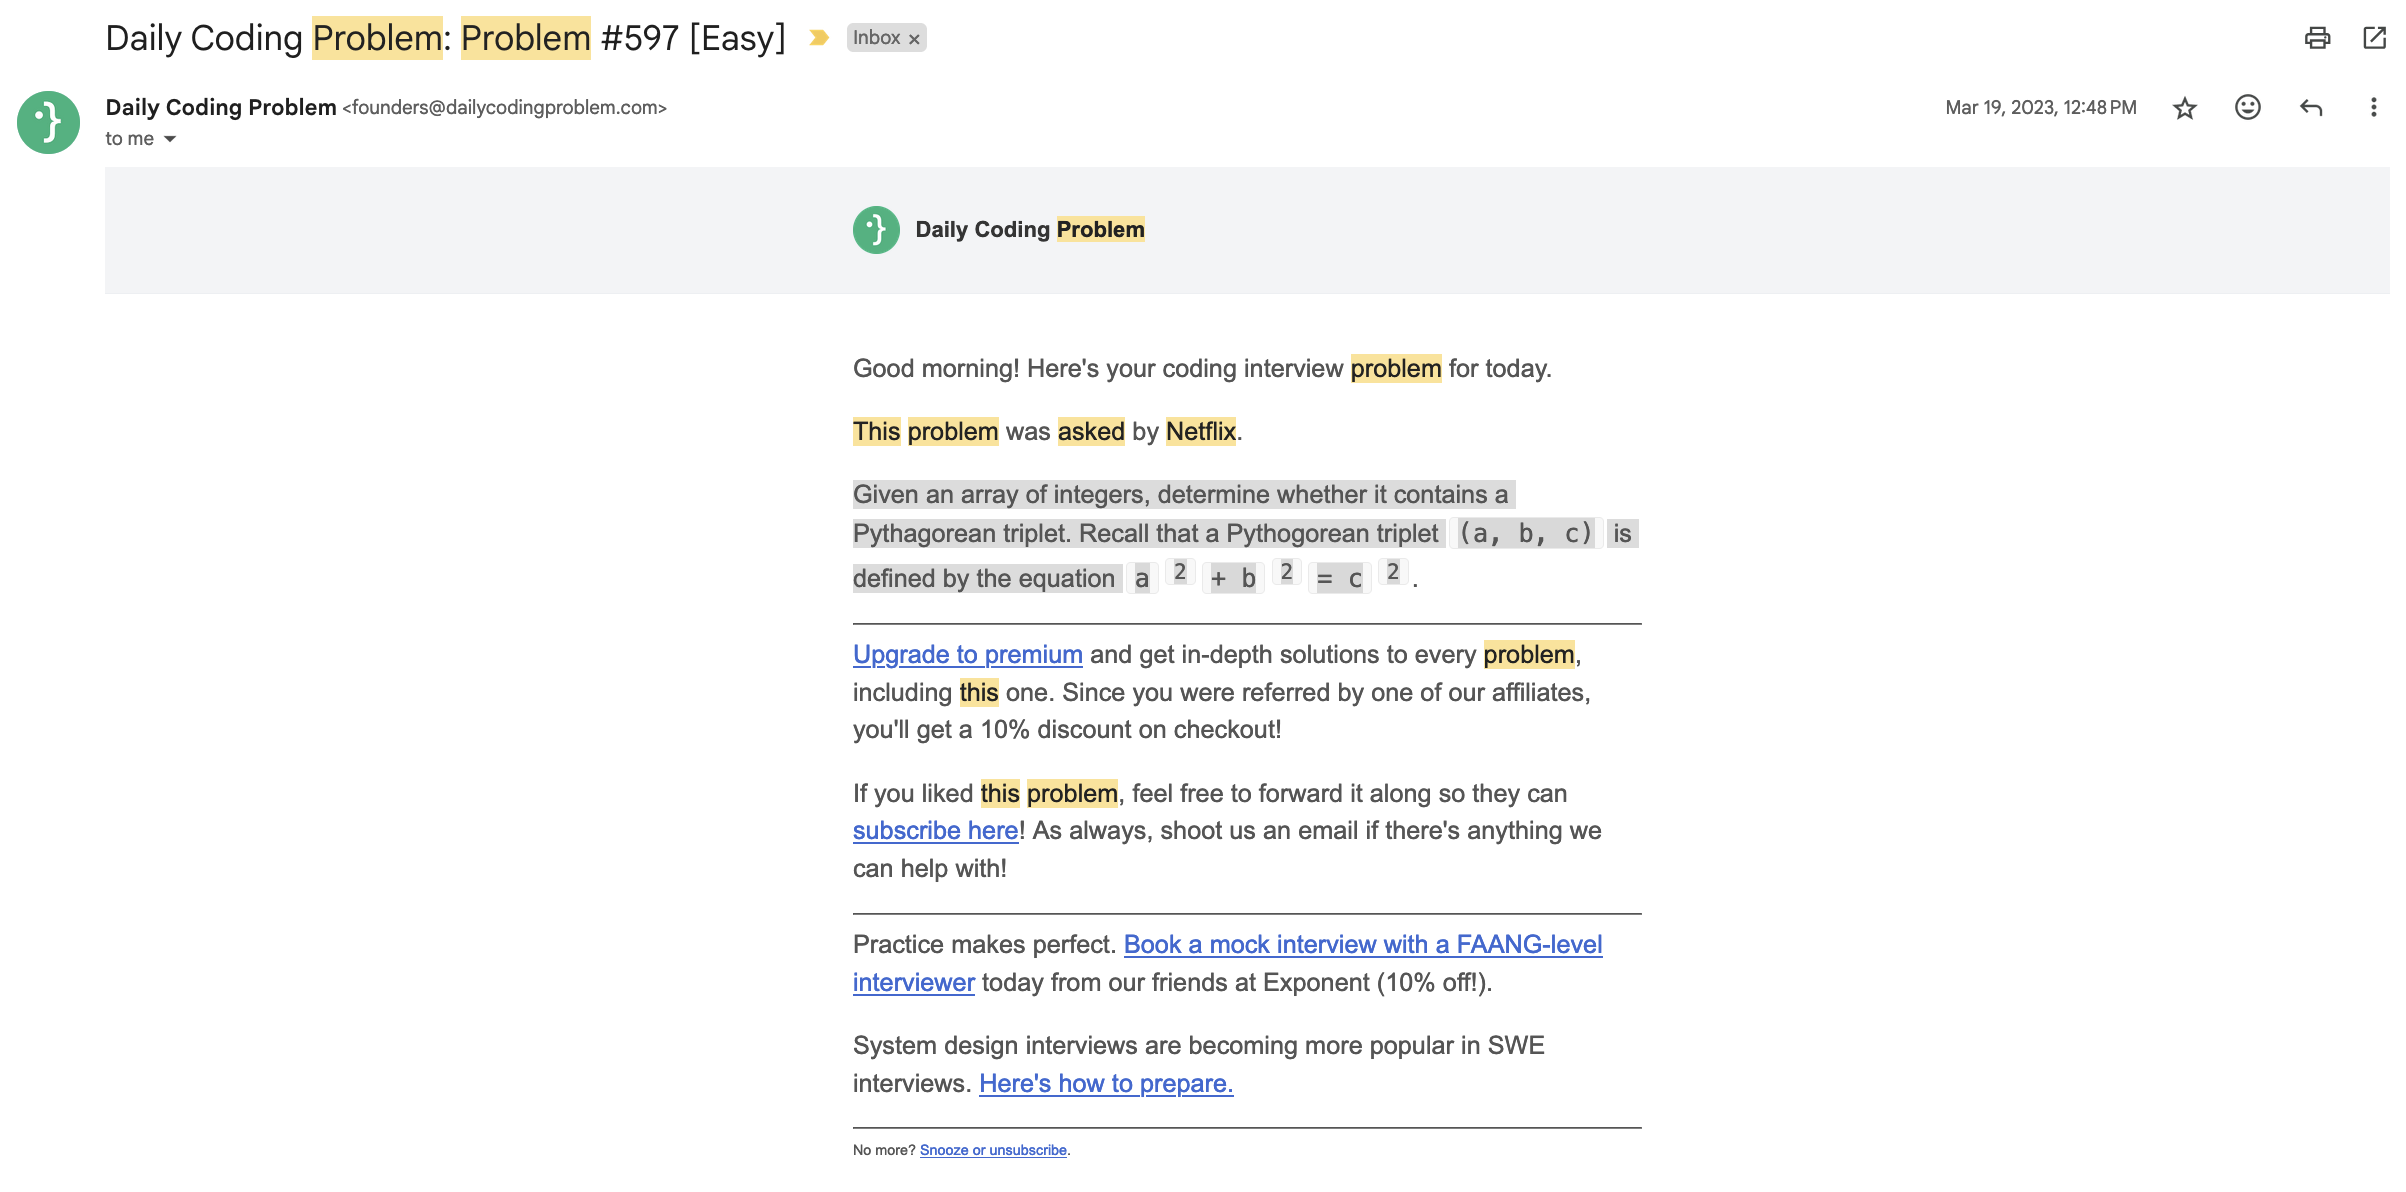 Daily Coding Problem: Problem #597 [Easy] Inbox ×
Daily Coding Problem <founders@dailycodingproblem.com> Mar 19, 2023, 12:48 PM
to me
Daily Coding Problem
Good morning! Here's your coding interview problem for today.
This problem was asked by Netflix.
Given an array of integers, determine whether it contains a
Pythagorean triplet. Recall that a Pythogorean triplet (a, b, c) is
defined by the equation a 2 + b 2 = c 2 .
Upgrade to premium and get in-depth solutions to every problem,
including this one. Since you were referred by one of our affiliates,
you'll get a 10% discount on checkout!
If you liked this problem, feel free to forward it along so they can
subscribe here! As always, shoot us an email if there's anything we
can help with!
Practice makes perfect. Book a mock interview with a FAANG-level
interviewer today from our friends at Exponent (10% off!).
System design interviews are becoming more popular in SWE
interviews. Here's how to prepare.
No more? Snooze or unsubscribe.